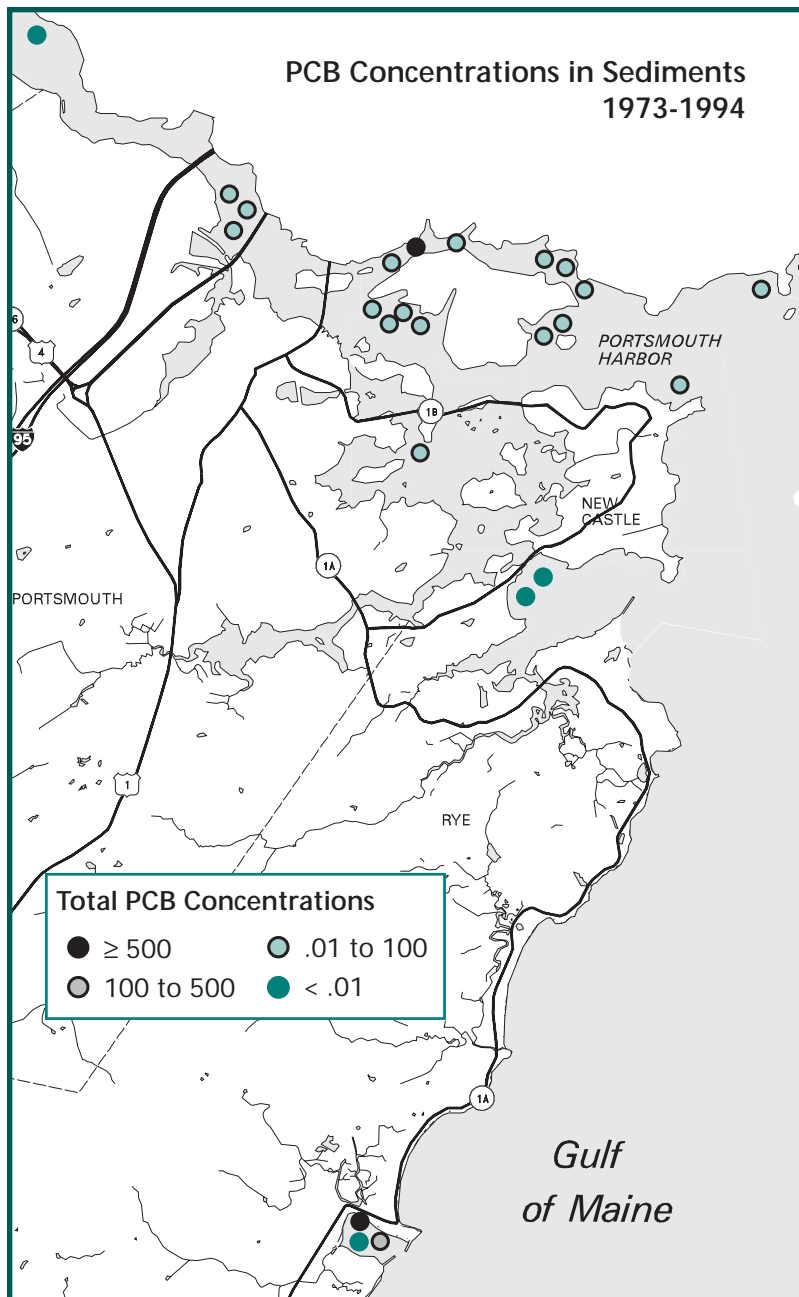 PCB Concentrations in Sediments
1973-1994
6
4
95
PORTSMOUTH
HARBOR
1B
NEW
CASTLE
1A
PORTSMOUTH
1
RYE
Total PCB Concentrations
≥ 500
.01 to 100
100 to 500
< .01
1A
Gulf
of Maine